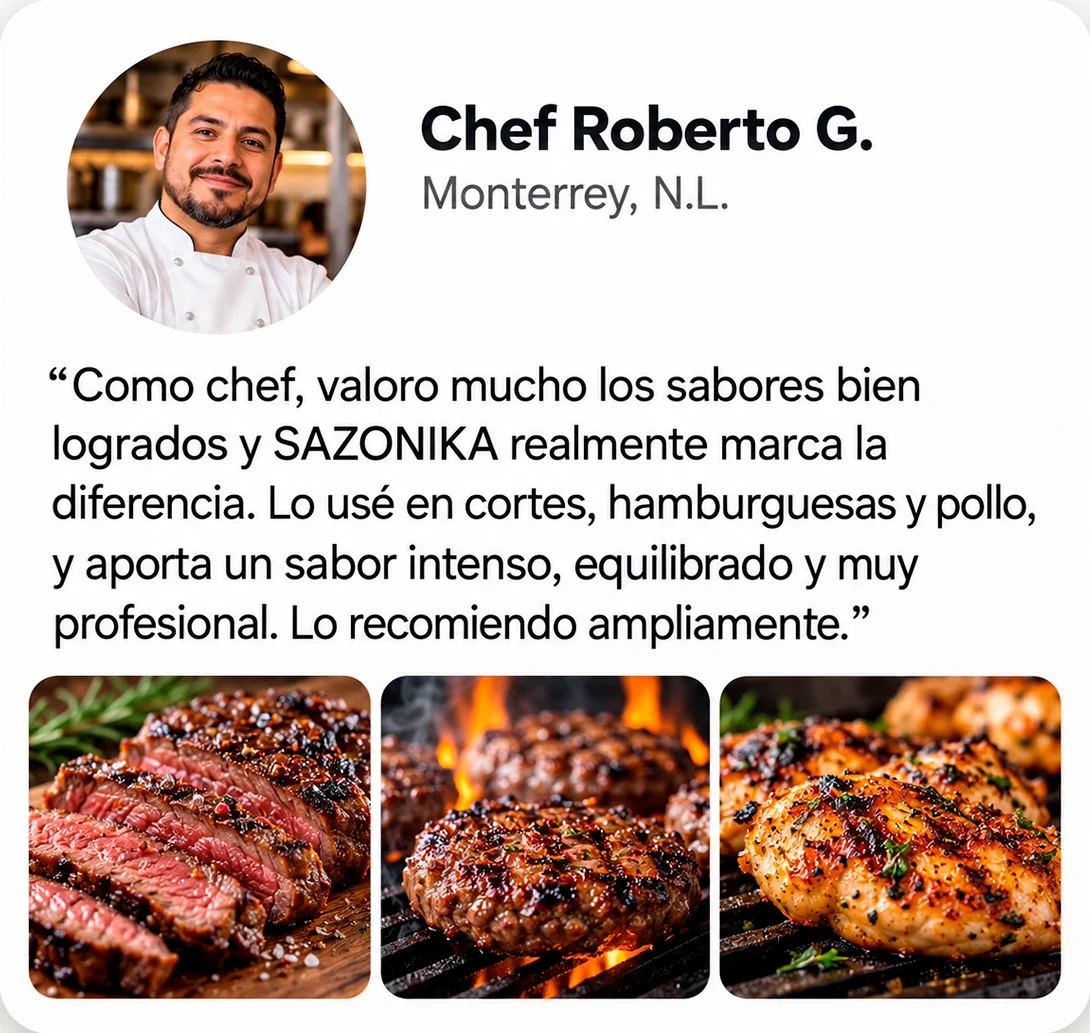 Chef Roberto G.
Monterrey, N.L.
“Como chef, valoro mucho los sabores bien
logrados y SAZONIKA realmente marca la
diferencia. Lo usé en cortes, hamburguesas y pollo,
y aporta un sabor intenso, equilibrado y muy
profesional. Lo recomiendo ampliamente.”